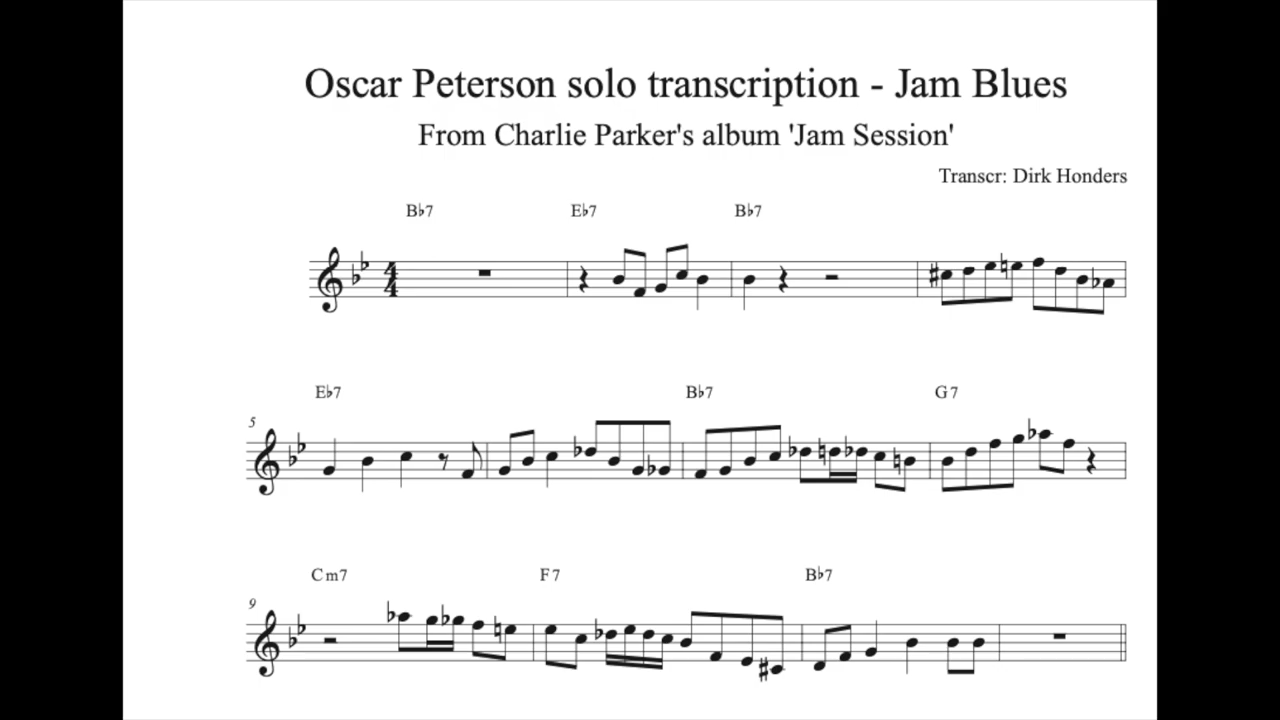 Oscar Peterson solo transcription - Jam Blues
From Charlie Parker's album 'Jam Session'
Transcr: Dirk Honders
B♭7 E♭7 B♭7
4
4
E♭7 B♭7 G7
5
Cm7 F7 B♭7
9